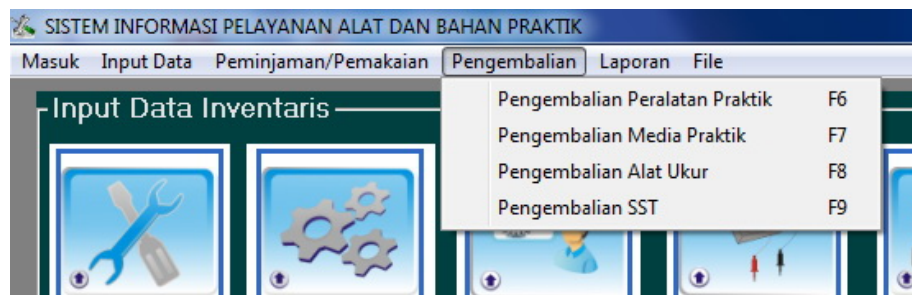 SISTEM INFORMASI PELAYANAN ALAT DAN BAHAN PRAKTIK
Masuk Input Data Peminjaman/Pemakaian Pengembalian Laporan File
Input Data Inventaris
Pengembalian Peralatan Praktik F6
Pengembalian Media Praktik F7
Pengembalian Alat Ukur F8
Pengembalian SST F9